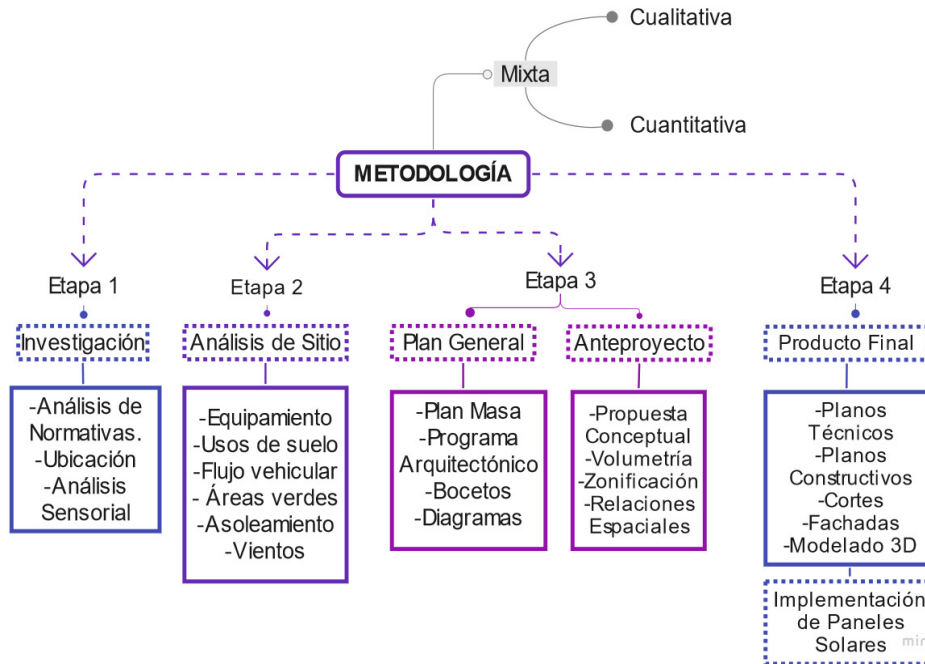 Cualitativa
Mixta
Cuantitativa
METODOLOGÍA
Etapa 1
Investigación
-Análisis de
Normativas.
-Ubicación
-Análisis
Sensorial
Etapa 2
Análisis de Sitio
-Equipamiento
-Usos de suelo
-Flujo vehicular
- Áreas verdes
-Asoleamiento
-Vientos
Etapa 3
Plan General
-Plan Masa
-Programa
Arquitectónico
-Bocetos
-Diagramas
Anteproyecto
-Propuesta
Conceptual
-Volumetría
-Zonificación
-Relaciones
Espaciales
Etapa 4
Producto Final
-Planos
Técnicos
-Planos
Constructivos
-Cortes
-Fachadas
-Modelado 3D
Implementación
de Paneles
Solares